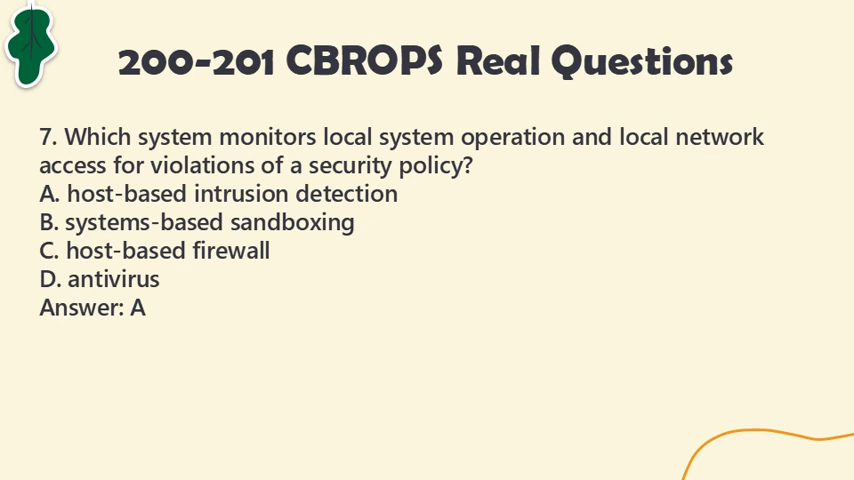 200-201 CBROPS Real Questions
7. Which system monitors local system operation and local network
access for violations of a security policy?
A. host-based intrusion detection
B. systems-based sandboxing
C. host-based firewall
D. antivirus
Answer: A